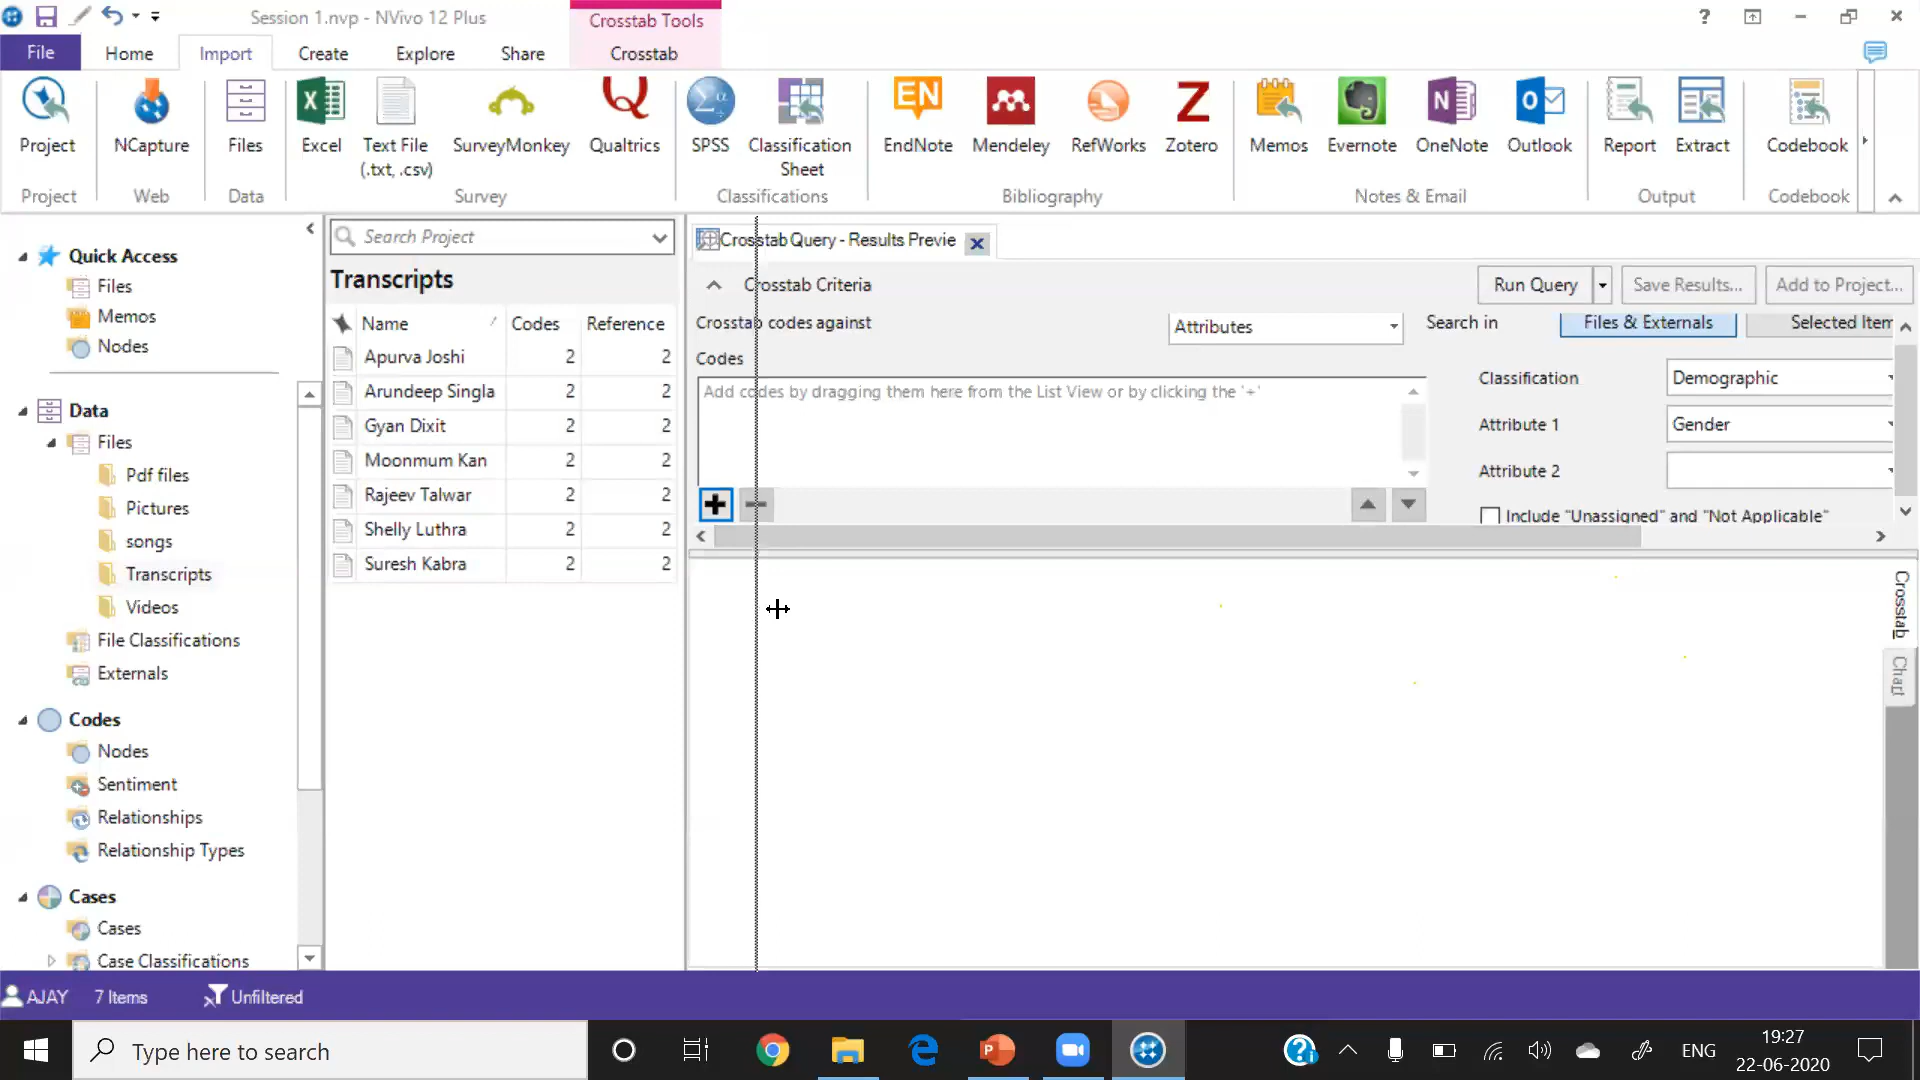 Session 1.nvp - NVivo 12 Plus
Crosstab Tools
?
File
Home
Import
Create
Explore
Share
Crosstab
Project
NCapture
Files
Excel
Text File
(.txt, .csv)
SurveyMonkey
Qualtrics
SPSS
Classification
Sheet
EndNote
Mendeley
RefWorks
Zotero
Memos
Evernote
OneNote
Outlook
Report
Extract
Codebook
Project
Web
Data
Survey
Classifications
Bibliography
Notes & Email
Output
Codebook
Quick Access
Files
Memos
Nodes
Data
Files
Pdf files
Pictures
songs
Transcripts
Videos
File Classifications
Externals
Codes
Nodes
Sentiment
Relationships
Relationship Types
Cases
Cases
Case Classifications
Search Project
Transcripts
Name Codes Reference
Apurva Joshi 2 2
Arundeep Singla 2 2
Gyan Dixit 2 2
Moonmum Kan 2 2
Rajeev Talwar 2 2
Shelly Luthra 2 2
Suresh Kabra 2 2
Crosstab Query - Results Previe
Crosstab Criteria
Run Query
Save Results...
Add to Project...
Crosstab codes against
Attributes
Search in
Files & Externals
Selected Item
Codes
Add codes by dragging them here from the List View or by clicking the '+'
Classification
Demographic
Attribute 1
Gender
Attribute 2
Include "Unassigned" and "Not Applicable"
Crosstab
Chart
AJAY
7 Items
Unfiltered
Type here to search
ENG
19:27
22-06-2020